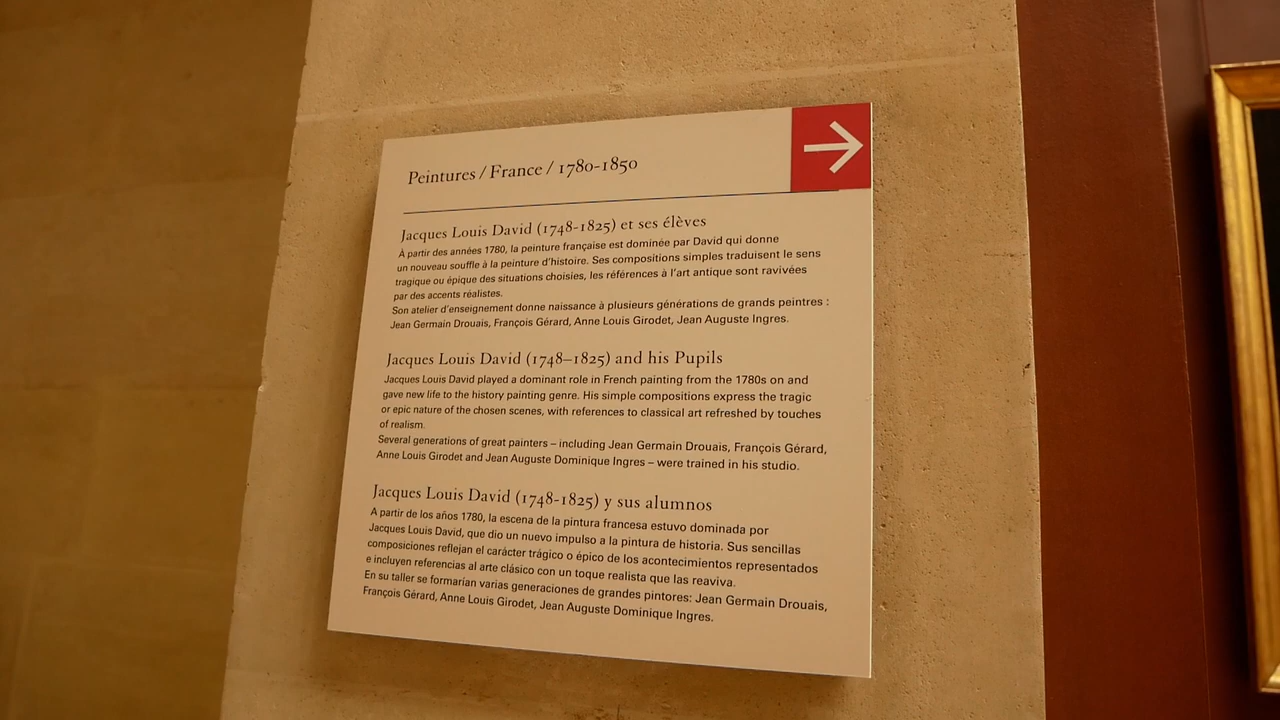 Peintures / France / 1780-1850
Jacques Louis David (1748-1825) et ses élèves
À partir des années 1780, la peinture française est dominée par David qui donne
un nouveau souffle à la peinture d'histoire. Ses compositions simples traduisent le sens
tragique ou épique des situations choisies, les références à l'art antique sont ravivées
par des accents réalistes.
Son atelier d'enseignement donne naissance à plusieurs générations de grands peintres :
Jean Germain Drouais, François Gérard, Anne Louis Girodet, Jean Auguste Ingres.
Jacques Louis David (1748–1825) and his Pupils
Jacques Louis David played a dominant role in French painting from the 1780s on and
gave new life to the history painting genre. His simple compositions express the tragic
or epic nature of the chosen scenes, with references to classical art refreshed by touches
of realism.
Several generations of great painters – including Jean Germain Drouais, François Gérard,
Anne Louis Girodet and Jean Auguste Dominique Ingres – were trained in his studio.
Jacques Louis David (1748-1825) y sus alumnos
A partir de los años 1780, la escena de la pintura francesa estuvo dominada por
Jacques Louis David, que dio un nuevo impulso a la pintura de historia. Sus sencillas
composiciones reflejan el carácter trágico o épico de los acontecimientos representados
e incluyen referencias al arte clásico con un toque realista que las reaviva.
En su taller se formarían varias generaciones de grandes pintores: Jean Germain Drouais,
François Gérard, Anne Louis Girodet, Jean Auguste Dominique Ingres.